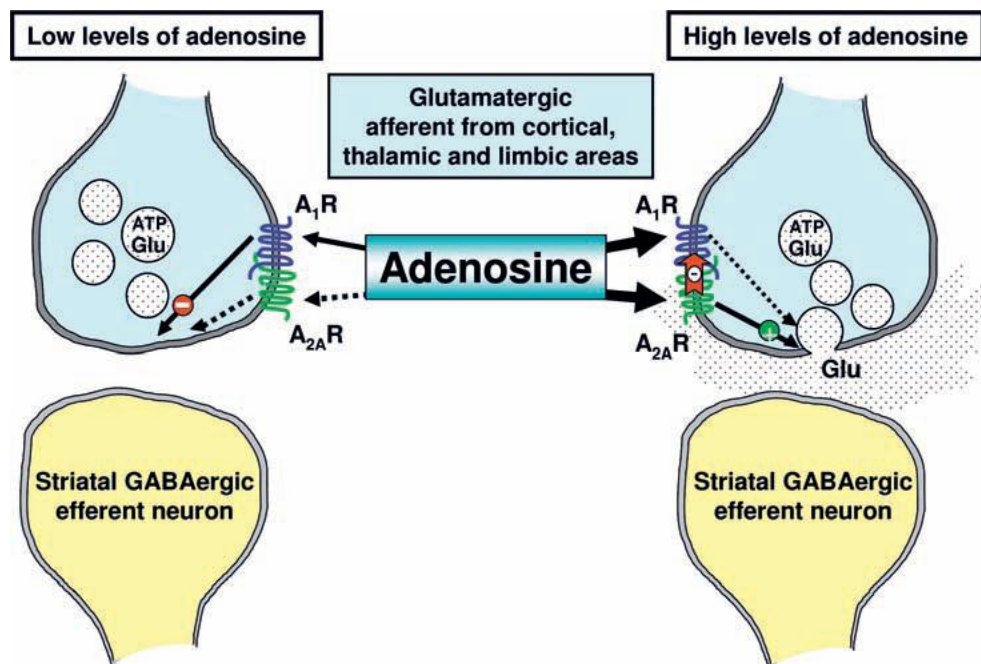 Low levels of adenosine
High levels of adenosine
Glutamatergic
afferent from cortical,
thalamic and limbic areas
A1R
ATP
Glu
Adenosine
A2AR
A1R
ATP
Glu
A2AR
Glu
Striatal GABAergic
efferent neuron
Striatal GABAergic
efferent neuron